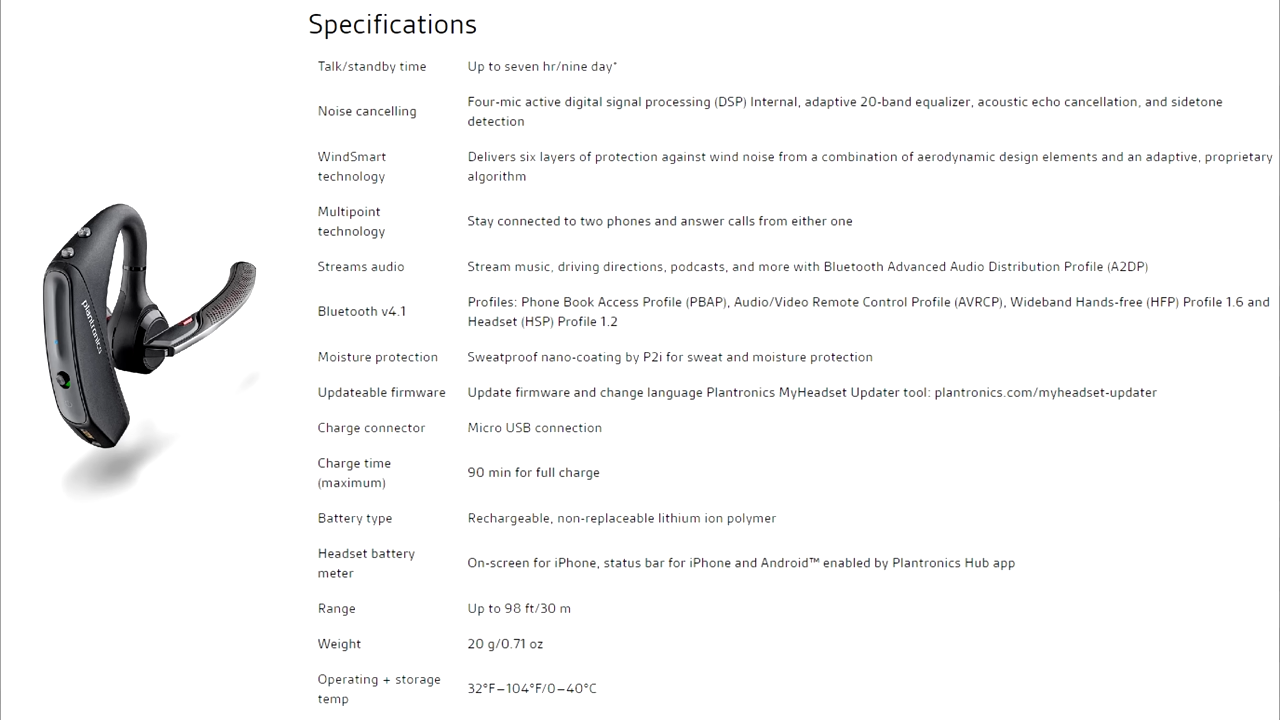 Specifications
Talk/standby time
Up to seven hr/nine day*
Noise cancelling
Four-mic active digital signal processing (DSP) Internal, adaptive 20-band equalizer, acoustic echo cancellation, and sidetone
detection
WindSmart
technology
Delivers six layers of protection against wind noise from a combination of aerodynamic design elements and an adaptive, proprietary
algorithm
Multipoint
technology
Stay connected to two phones and answer calls from either one
Streams audio
Stream music, driving directions, podcasts, and more with Bluetooth Advanced Audio Distribution Profile (A2DP)
Bluetooth v4.1
Profiles: Phone Book Access Profile (PBAP), Audio/Video Remote Control Profile (AVRCP), Wideband Hands-free (HFP) Profile 1.6 and
Headset (HSP) Profile 1.2
Moisture protection
Sweatproof nano-coating by P2i for sweat and moisture protection
Updateable firmware
Update firmware and change language Plantronics MyHeadset Updater tool: plantronics.com/myheadset-updater
Charge connector
Micro USB connection
Charge time
(maximum)
90 min for full charge
Battery type
Rechargeable, non-replaceable lithium ion polymer
Headset battery
meter
On-screen for iPhone, status bar for iPhone and Android™ enabled by Plantronics Hub app
Range
Up to 98 ft/30 m
Weight
20 g/0.71 oz
Operating + storage
temp
32°F–104°F/0–40°C
plantronics